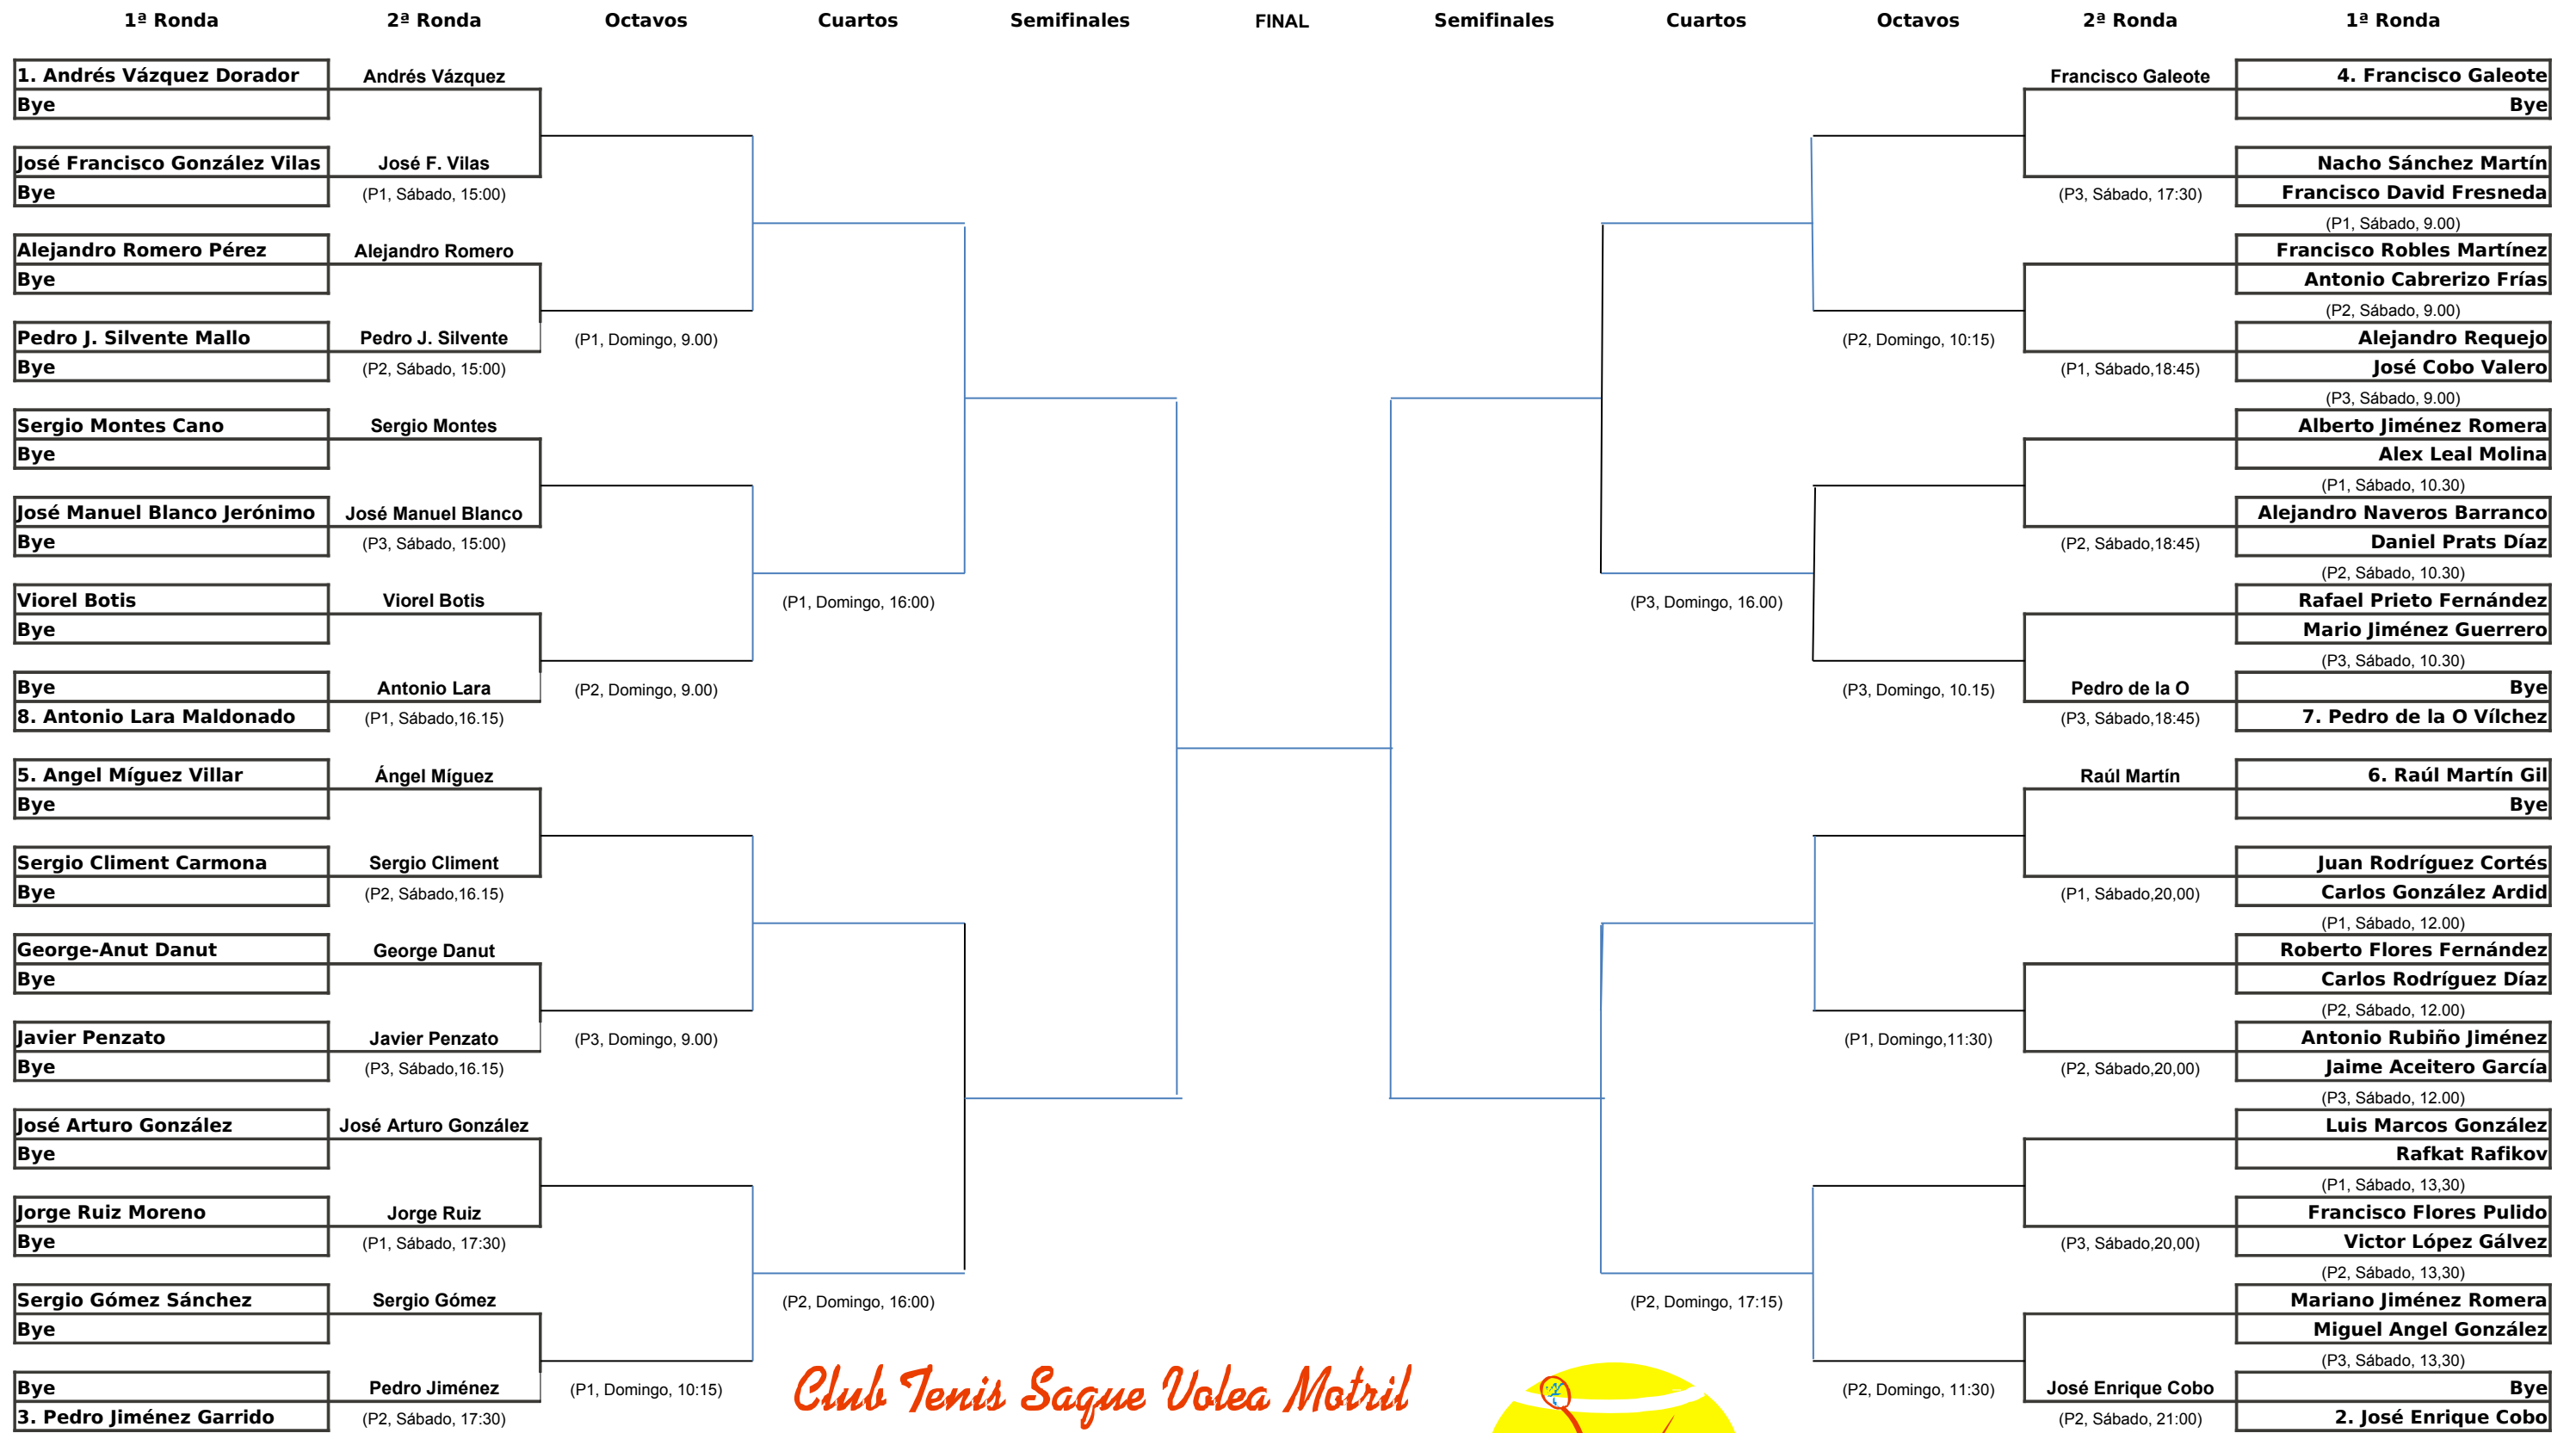 1ª Ronda 2ª Ronda Octavos Cuartos Semifinales FINAL Semifinales Cuartos Octavos 2ª Ronda 1ª Ronda
1. Andrés Vázquez Dorador Andrés Vázquez Francisco Galeote 4. Francisco Galeote
Bye Bye
José Francisco González Vilas José F. Vilas Nacho Sánchez Martín
Bye (P1, Sábado, 15:00) (P3, Sábado, 17:30) Francisco David Fresneda
(P1, Sábado, 9.00)
Alejandro Romero Pérez Alejandro Romero Francisco Robles Martínez
Bye Antonio Cabrerizo Frías
(P2, Sábado, 9.00)
Pedro J. Silvente Mallo Pedro J. Silvente (P1, Domingo, 9.00) (P2, Domingo, 10:15) Alejandro Requejo
Bye (P2, Sábado, 15:00) (P1, Sábado,18:45) José Cobo Valero
(P3, Sábado, 9.00)
Sergio Montes Cano Sergio Montes Alberto Jiménez Romera
Bye Alex Leal Molina
(P1, Sábado, 10.30)
José Manuel Blanco Jerónimo José Manuel Blanco Alejandro Naveros Barranco
Bye (P3, Sábado, 15:00) (P2, Sábado,18:45) Daniel Prats Díaz
(P2, Sábado, 10.30)
Viorel Botis Viorel Botis (P1, Domingo, 16:00) (P3, Domingo, 16.00) Rafael Prieto Fernández
Bye Mario Jiménez Guerrero
(P3, Sábado, 10.30)
Bye Antonio Lara (P2, Domingo, 9.00) (P3, Domingo, 10.15) Pedro de la O Bye
8. Antonio Lara Maldonado (P1, Sábado,16.15) (P3, Sábado,18:45) 7. Pedro de la O Vílchez
5. Angel Míguez Villar Ángel Míguez Raúl Martín 6. Raúl Martín Gil
Bye Bye
Sergio Climent Carmona Sergio Climent Juan Rodríguez Cortés
Bye (P2, Sábado,16.15) (P1, Sábado,20,00) Carlos González Ardid
(P1, Sábado, 12.00)
George-Anut Danut George Danut Roberto Flores Fernández
Bye Carlos Rodríguez Díaz
(P2, Sábado, 12.00)
Javier Penzato Javier Penzato (P3, Domingo, 9.00) (P1, Domingo,11:30) Antonio Rubiño Jiménez
Bye (P3, Sábado,16.15) (P2, Sábado,20,00) Jaime Aceitero García
(P3, Sábado, 12.00)
José Arturo González José Arturo González Luis Marcos González
Bye Rafkat Rafikov
(P1, Sábado, 13,30)
Jorge Ruiz Moreno Jorge Ruiz Francisco Flores Pulido
Bye (P1, Sábado, 17:30) (P3, Sábado,20,00) Victor López Gálvez
(P2, Sábado, 13,30)
Sergio Gómez Sánchez Sergio Gómez (P2, Domingo, 16:00) (P2, Domingo, 17:15) Mariano Jiménez Romera
Bye Miguel Angel González
(P3, Sábado, 13,30)
Bye Pedro Jiménez (P1, Domingo, 10:15) Club Tenis Saque Volea Motril (P2, Domingo, 11:30) José Enrique Cobo Bye
3. Pedro Jiménez Garrido (P2, Sábado, 17:30) (P2, Sábado, 21:00) 2. José Enrique Cobo